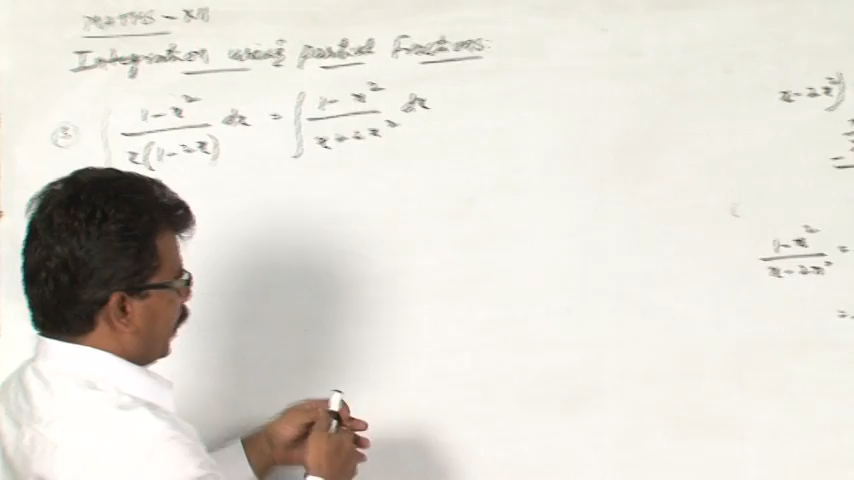 MATHS - XII
Integration using partial Fractions:
③ ∫ 1-x² / x(1-2x) dx = ∫ 1-x² / x-2x² dx
x-2x²)
1-x² / x-2x² =
=